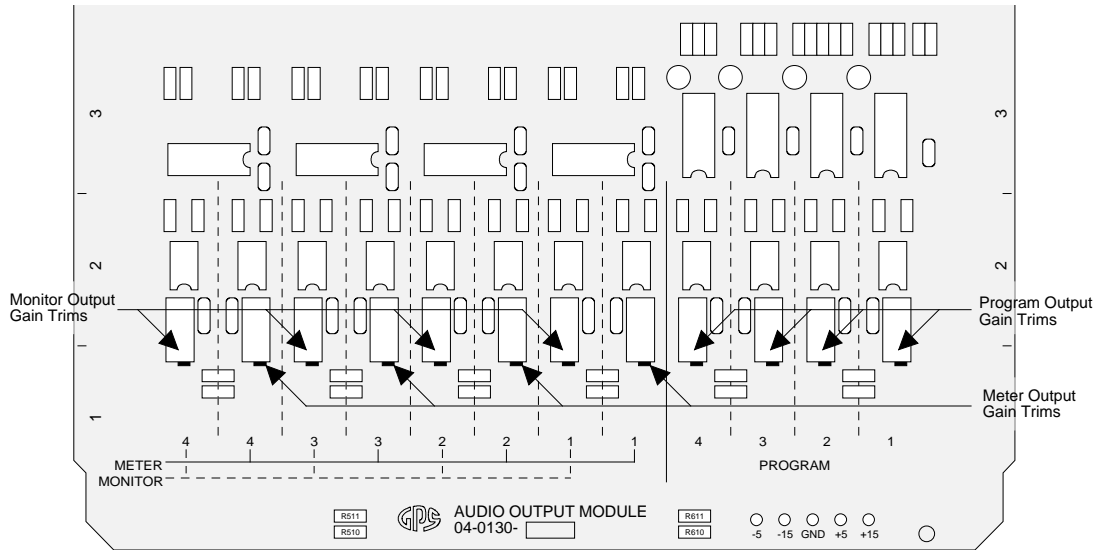 3
3
2
2
Monitor Output
Gain Trims
Program Output
Gain Trims
Meter Output
Gain Trims
1
4 4 3 3 2 2 1 1 4 3 2 1
METER
MONITOR
PROGRAM
R511
R510
GPS
AUDIO OUTPUT MODULE
04-0130-
R611
R610
-5 -15 GND +5 +15